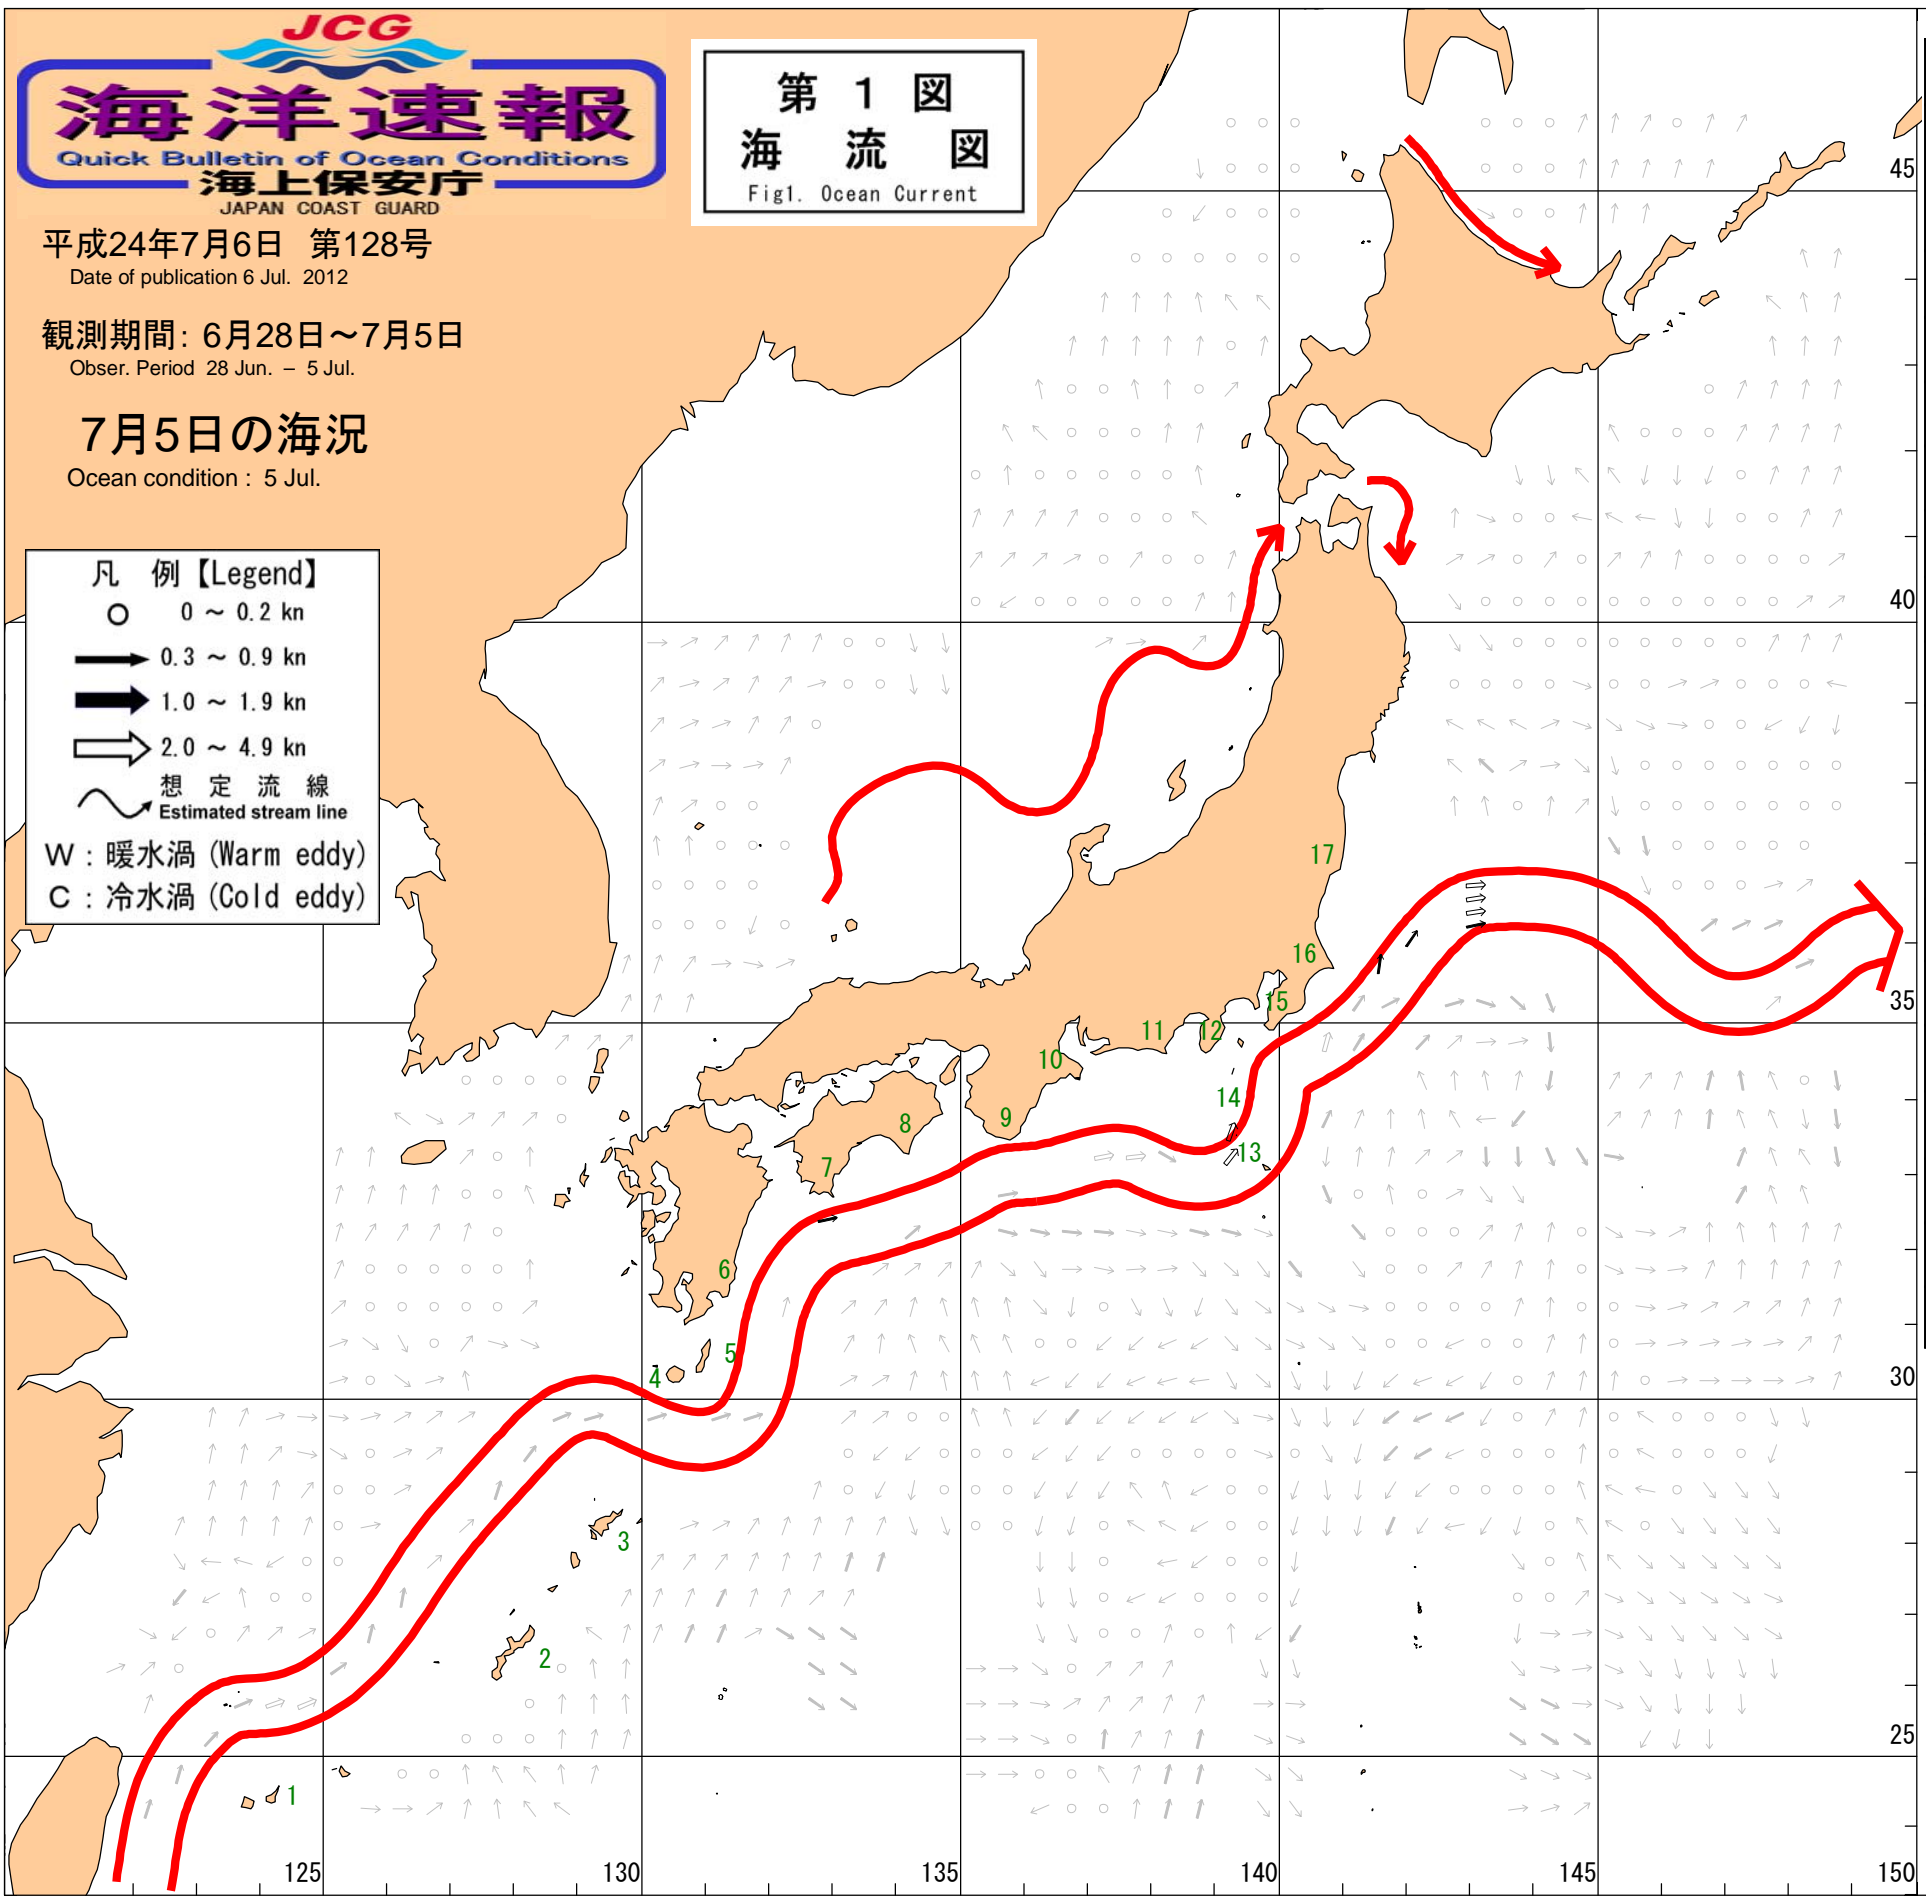 JCG
海洋速報
Quick Bulletin of Ocean Conditions
海上保安庁
JAPAN COAST GUARD
平成24年7月6日 第128号
Date of publication 6 Jul. 2012
観測期間: 6月28日～7月5日
Obser. Period 28 Jun. – 5 Jul.
7月5日の海況
Ocean condition : 5 Jul.
第 1 図
海 流 図
Fig1. Ocean Current
凡 例【Legend】
0 ～ 0.2 kn
0.3 ～ 0.9 kn
1.0 ～ 1.9 kn
2.0 ～ 4.9 kn
想 定 流 線
Estimated stream line
W : 暖水渦 (Warm eddy)
C : 冷水渦 (Cold eddy)
45
40
17
16
35
15
12
11
10
14
9
8
13
7
6
5
4
30
3
2
25
1
125
130
135
140
145
150